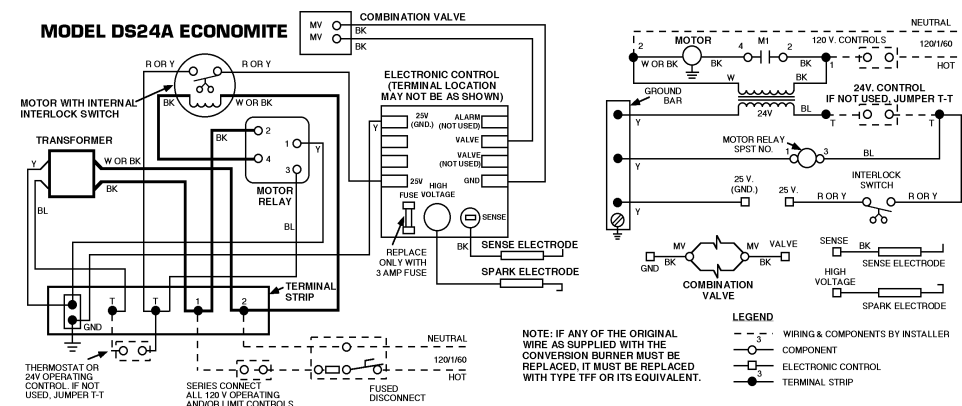 MODEL DS24A ECONOMITE
COMBINATION VALVE
MV
MV
BK
BK
R OR Y
R OR Y
MOTOR WITH INTERNAL
INTERLOCK SWITCH
BK
W OR BK
ELECTRONIC CONTROL
(TERMINAL LOCATION
MAY NOT BE AS SHOWN)
Y
25V
(GND.)
ALARM
(NOT USED)
VALVE
VALVE
(NOT USED)
25V
GND
HIGH
VOLTAGE
FUSE
SENSE
TRANSFORMER
Y
W OR BK
BK
BL
BK
2
1
4
3
MOTOR
RELAY
BL
REPLACE
ONLY WITH
3 AMP FUSE
BK
SENSE ELECTRODE
SPARK ELECTRODE
TERMINAL
STRIP
T
T
1
2
GND
THERMOSTAT OR
24V OPERATING
CONTROL. IF NOT
USED, JUMPER T-T
SERIES CONNECT
ALL 120 V OPERATING
AND/OR LIMIT CONTROLS
FUSED
DISCONNECT
NEUTRAL
120/1/60
HOT
NEUTRAL
120/1/60
HOT
2
MOTOR
W OR BK
BK
4
M1
2
BK
120 V. CONTROLS
1
W
BK
24V
BL
GROUND
BAR
Y
24V. CONTROL
IF NOT USED, JUMPER T-T
T
T
MOTOR RELAY
SPST NO.
1
3
BL
Y
INTERLOCK
SWITCH
25 V.
(GND.)
25 V.
R OR Y
R OR Y
Y
MV
MV
VALVE
GND
BK
BK
COMBINATION
VALVE
SENSE
BK
SENSE ELECTRODE
HIGH
VOLTAGE
SPARK ELECTRODE
NOTE: IF ANY OF THE ORIGINAL
WIRE AS SUPPLIED WITH THE
CONVERSION BURNER MUST BE
REPLACED, IT MUST BE REPLACED
WITH TYPE TFF OR ITS EQUIVALENT.
LEGEND
WIRING & COMPONENTS BY INSTALLER
3
COMPONENT
ELECTRONIC CONTROL
3
TERMINAL STRIP